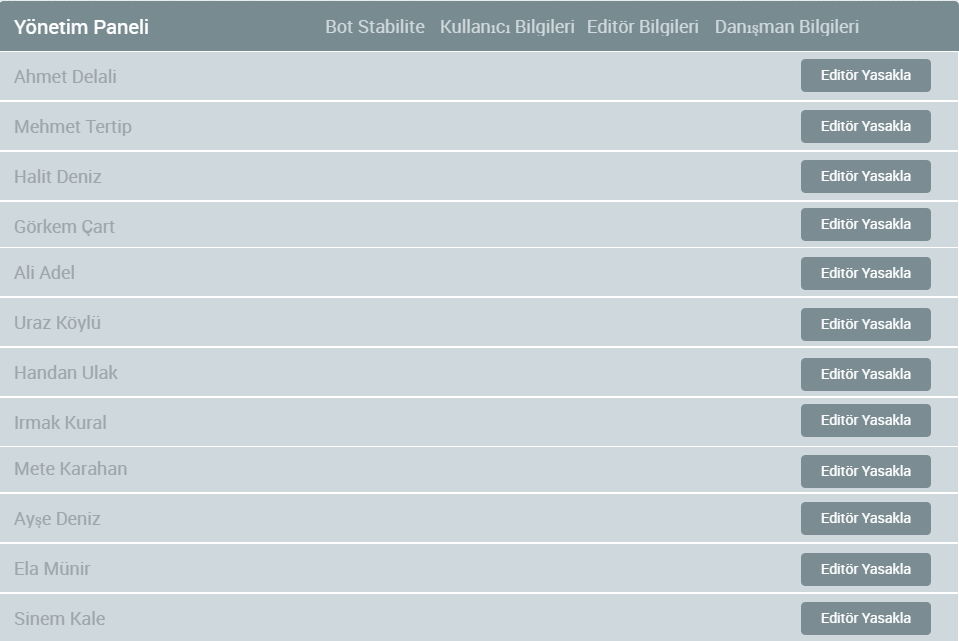 Yönetim Paneli Bot Stabilite Kullanıcı Bilgileri Editör Bilgileri Danışman Bilgileri
Ahmet Delali Editör Yasakla
Mehmet Tertip Editör Yasakla
Halit Deniz Editör Yasakla
Görkem Çart Editör Yasakla
Ali Adel Editör Yasakla
Uraz Köylü Editör Yasakla
Handan Ulak Editör Yasakla
Irmak Kural Editör Yasakla
Mete Karahan Editör Yasakla
Ayşe Deniz Editör Yasakla
Ela Münir Editör Yasakla
Sinem Kale Editör Yasakla